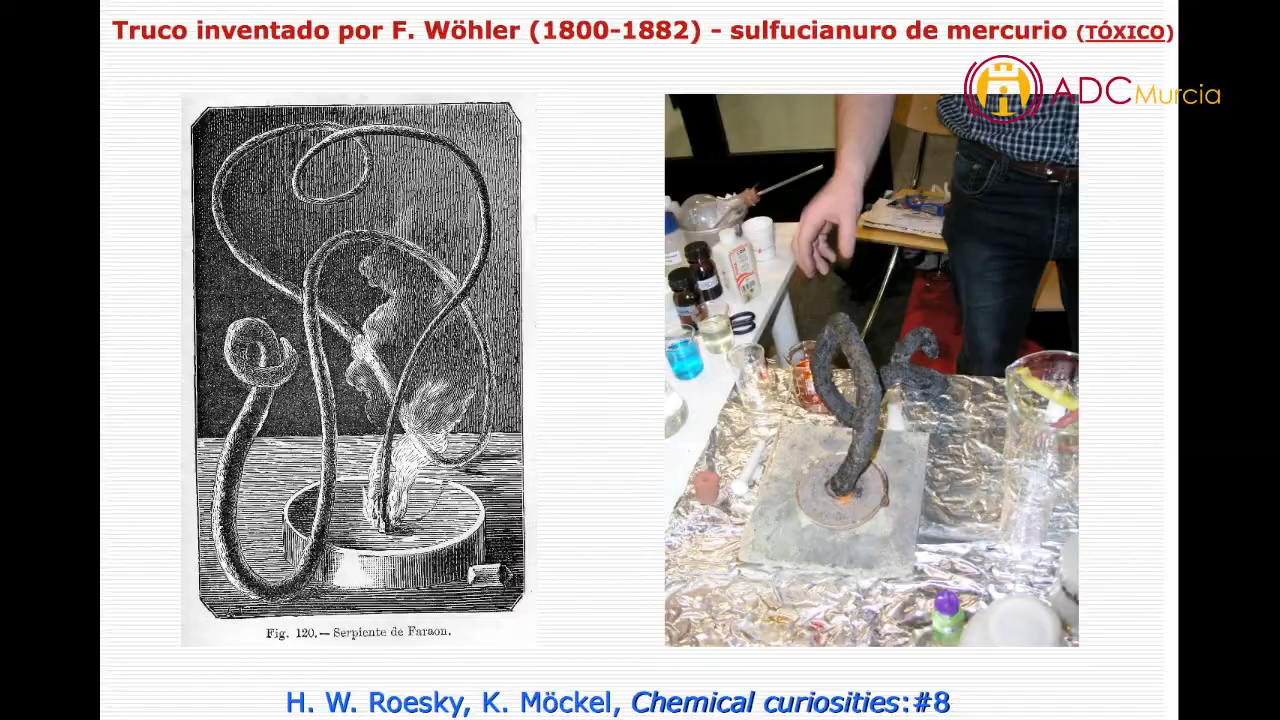 Truco inventado por F. Wöhler (1800-1882) - sulfucianuro de mercurio (TÓXICO)
ADCMurcia
Fig. 120.— Serpiente de Faraon.
H. W. Roesky, K. Möckel, Chemical curiosities:#8